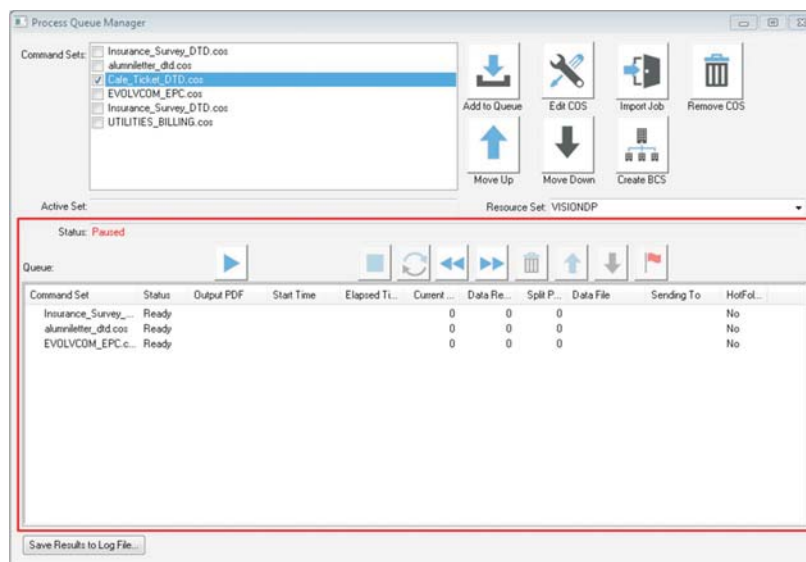 Process Queue Manager
Command Sets:
Insurance_Survey_DTD.cos
alumniletter_dtd.cos
Cafe_Ticket_DTD.cos
EVOLVCOM_EPC.cos
Insurance_Survey_DTD.cos
UTILITIES_BILLING.cos
Add to Queue Edit COS Import Job Remove COS
Move Up Move Down Create BCS
Active Set: Resource Set: VISIONDP
Status: Paused
Queue:
Command Set Status Output PDF Start Time Elapsed Ti... Current ... Data Re... Split P... Data File Sending To HotFol...
Insurance_Survey_... Ready 0 0 0 No
alumniletter_dtd.cos Ready 0 0 0 No
EVOLVCOM_EPC.c... Ready 0 0 0 No
Save Results to Log File...